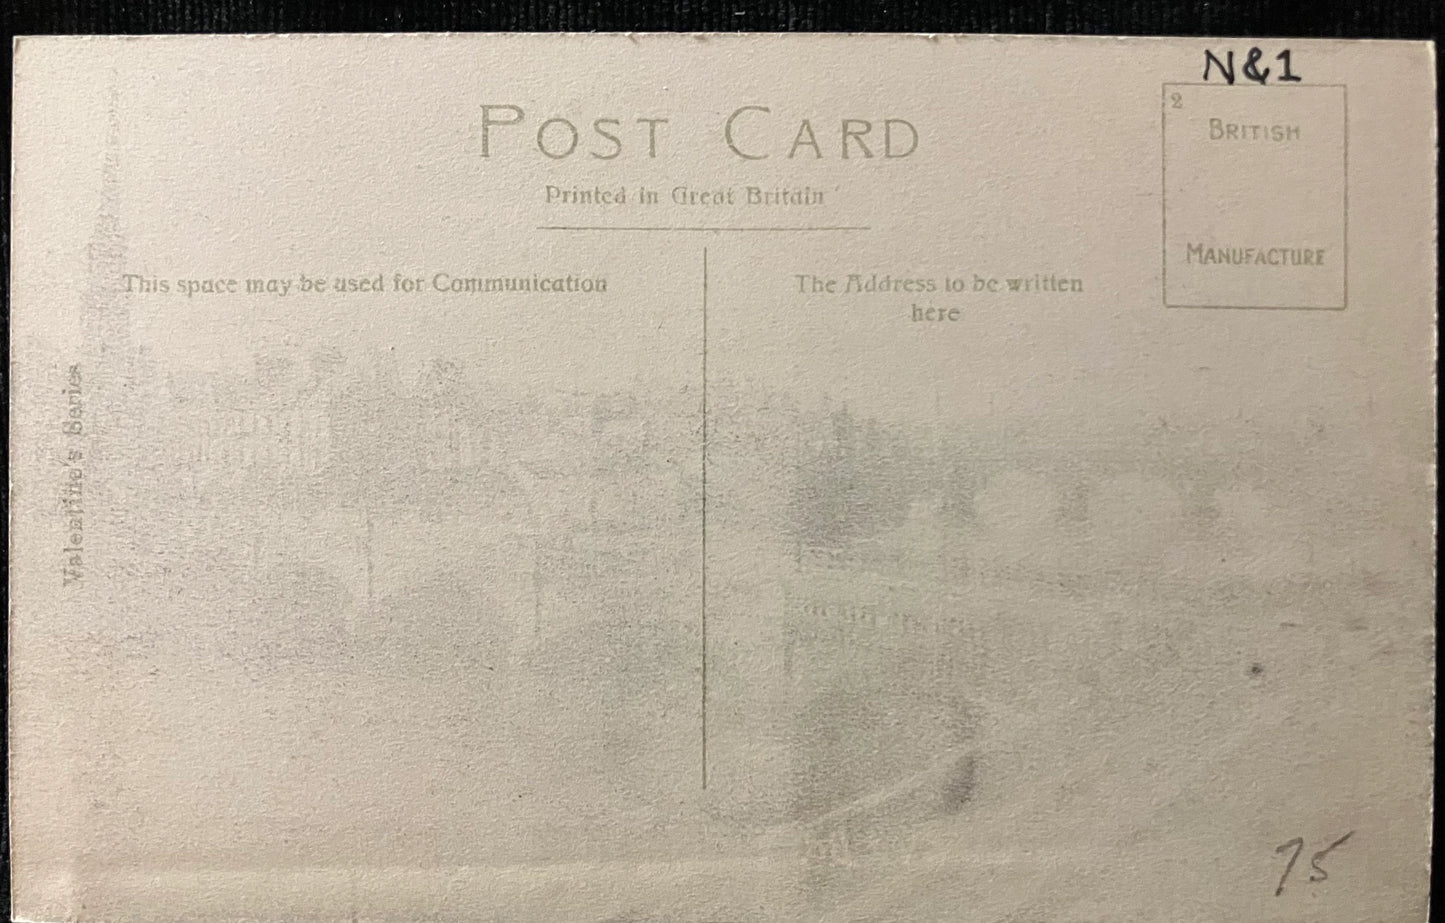 N&1
POST CARD
Printed in Great Britain
2
BRITISH
MANUFACTURE
This space may be used for Communication
The Address to be written
here
Valentine's Series
75